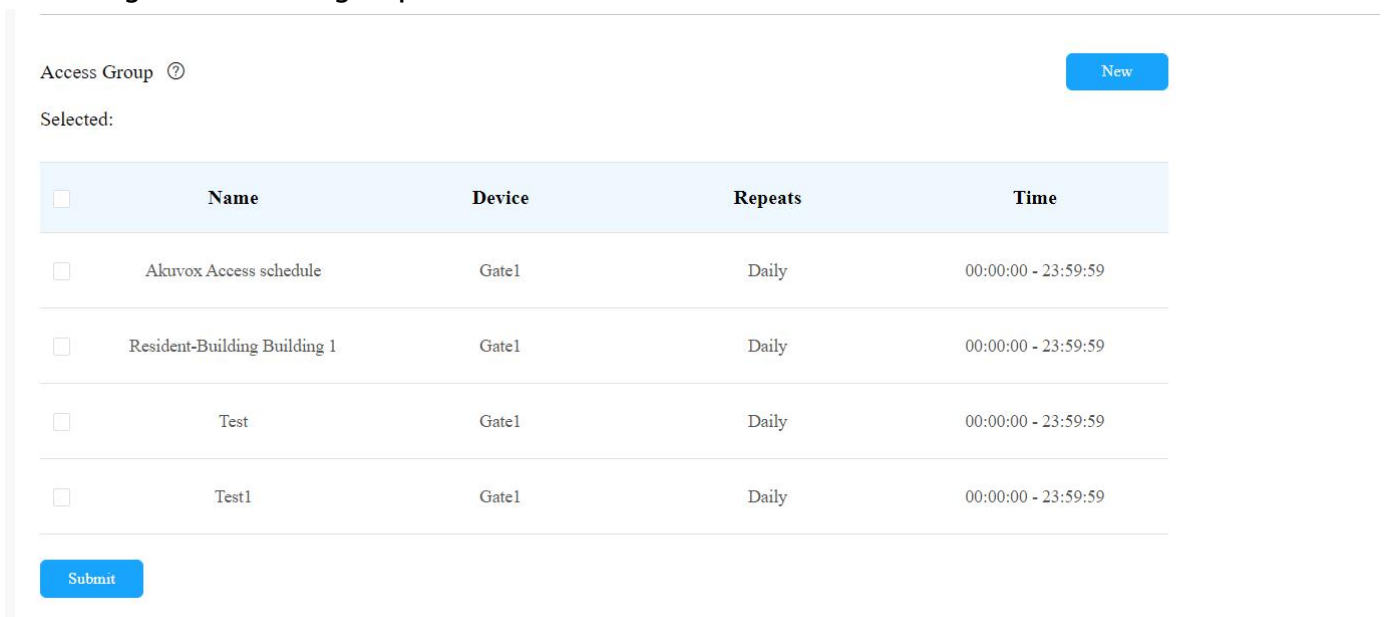 Access Group ? New
Selected:
Name Device Repeats Time
Akuvox Access schedule Gate1 Daily 00:00:00 - 23:59:59
Resident-Building Building 1 Gate1 Daily 00:00:00 - 23:59:59
Test Gate1 Daily 00:00:00 - 23:59:59
Test1 Gate1 Daily 00:00:00 - 23:59:59
Submit